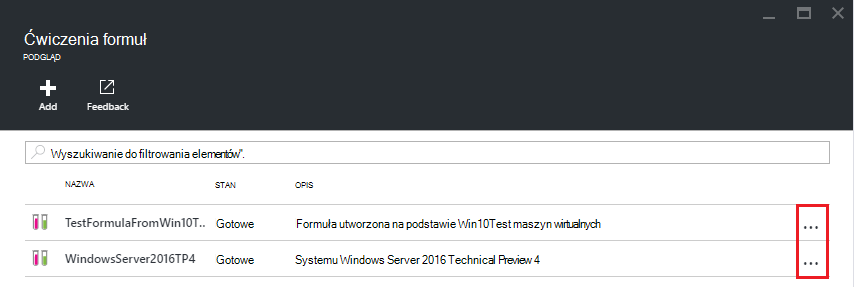 Ćwiczenia formuł
PODGLĄD
Add Feedback
Wyszukiwanie do filtrowania elementów".
NAZWA STAN OPIS
TestFormulaFromWin10T.. Gotowe Formuła utworzona na podstawie Win10Test maszyn wirtualnych ...
WindowsServer2016TP4 Gotowe Systemu Windows Server 2016 Technical Preview 4 ...